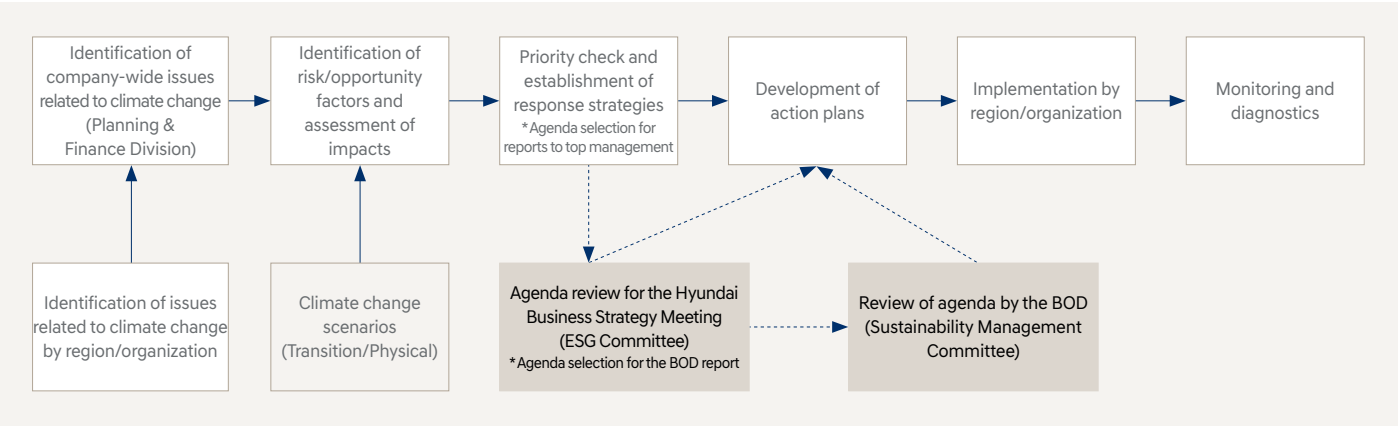 Identification of
company-wide issues
related to climate change
(Planning &
Finance Division)
Identification of
risk/opportunity
factors and
assessment of
impacts
Priority check and
establishment of
response strategies
*Agenda selection for
reports to top management
Development of
action plans
Implementation by
region/organization
Monitoring and
diagnostics
Identification of issues
related to climate change
by region/organization
Climate change
scenarios
(Transition/Physical)
Agenda review for the Hyundai
Business Strategy Meeting
(ESG Committee)
*Agenda selection for the BOD report
Review of agenda by the BOD
(Sustainability Management
Committee)